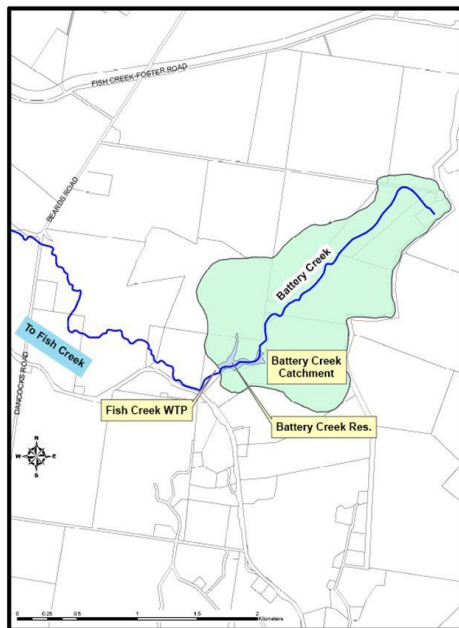 FISH CREEK-FOSTER ROAD
BEARDS ROAD
Battery Creek
To Fish Creek
DANCOCKS ROAD
Battery Creek
Catchment
Fish Creek WTP
Battery Creek Res.
N
W E
S
0 0.25 0.5 1 1.5 2
Kilometers